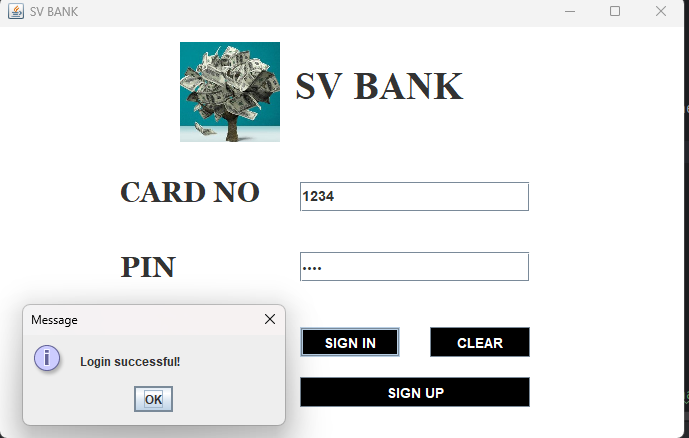 SV BANK
SV BANK
CARD NO
1234
PIN
••••
Message
Login successful!
OK
SIGN IN
CLEAR
SIGN UP